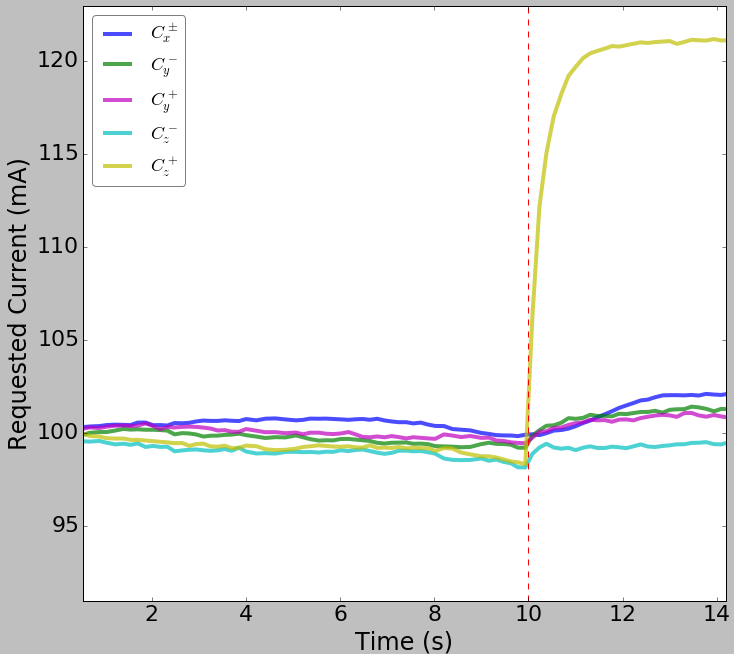 C_x^±
C_y^-
C_y^+
C_z^-
C_z^+
120
115
110
105
100
95
Requested Current (mA)
2 4 6 8 10 12 14
Time (s)